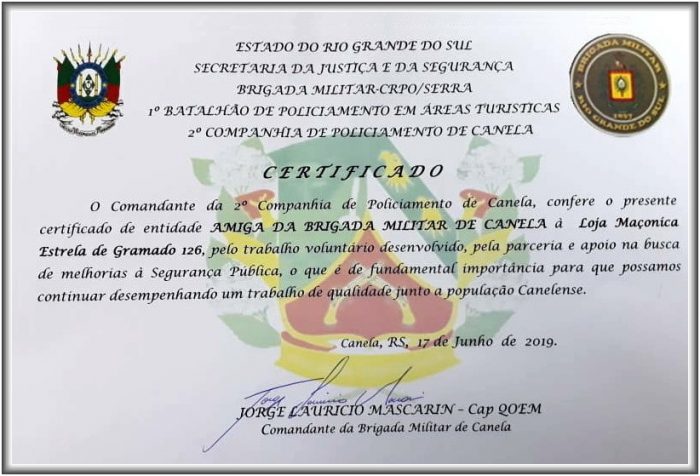 ESTADO DO RIO GRANDE DO SUL
SECRETARIA DA JUSTIÇA E DA SEGURANÇA
BRIGADA MILITAR-CRPO/SERRA
1º BATALHÃO DE POLICIAMENTO EM ÁREAS TURISTICAS
2º COMPANHIA DE POLICIAMENTO DE CANELA
BRIGADA MILITAR
RIO GRANDE DO SUL
1837
CERTIFICADO
O Comandante da 2º Companhia de Policiamento de Canela, confere o presente
certificado de entidade AMIGA DA BRIGADA MILITAR DE CANELA à Loja Maçonica
Estrela de Gramado 126, pelo trabalho voluntário desenvolvido, pela parceria e apoio na busca
de melhorias à Segurança Pública, o que é de fundamental importância para que possamos
continuar desempenhando um trabalho de qualidade junto a população Canelense.
Canela, RS, 17 de Junho de 2019.
JORGE LAURICIO MASCARIN – Cap QOEM
Comandante da Brigada Militar de Canela